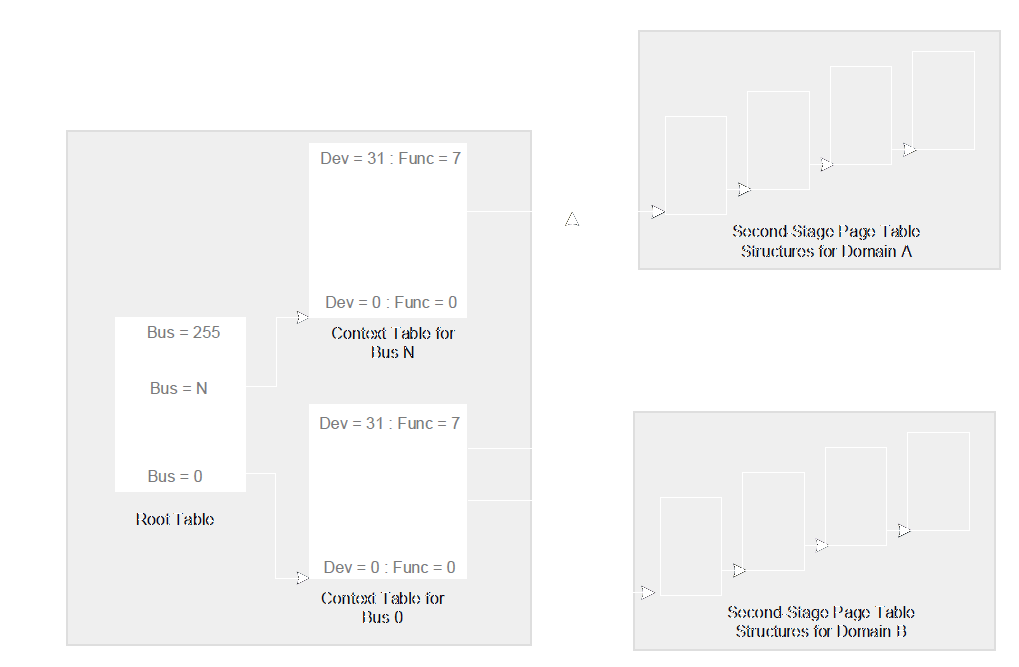 Dev = 31 : Func = 7
Dev = 0 : Func = 0
Context Table for
Bus N
Bus = 255
Bus = N
Bus = 0
Root Table
Dev = 31 : Func = 7
Dev = 0 : Func = 0
Context Table for
Bus 0
Second-Stage Page Table
Structures for Domain A
Second-Stage Page Table
Structures for Domain B